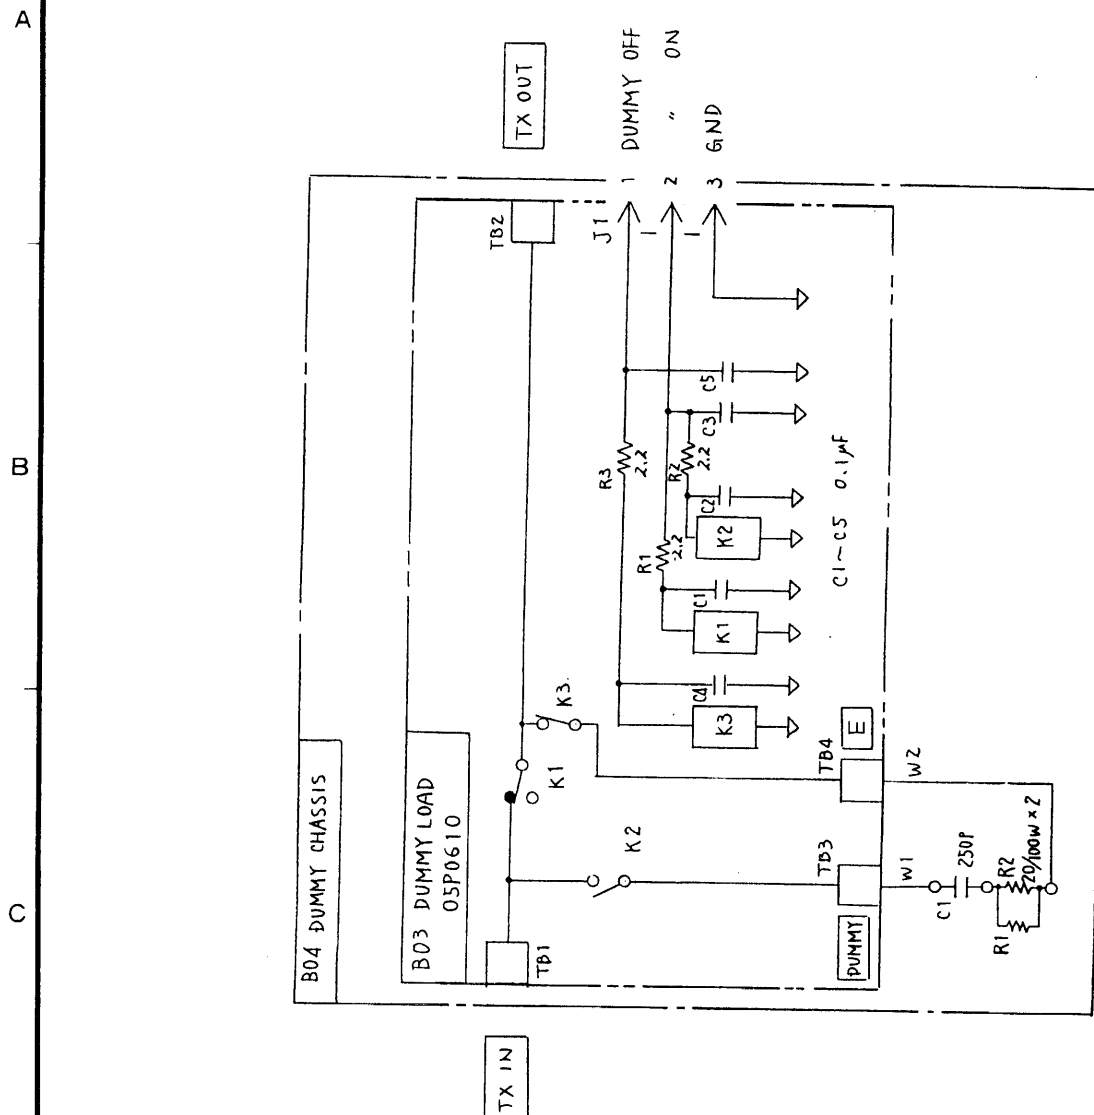 A
B
C
TX OUT
DUMMY OFF
" ON
GND
1
2
3
J1
TB2
C5
C3
R3
2.2
R2
2.2
C2
K2
R1
2.2
C1
K1
C4
K3
C1~C5 0.1μF
K3
K1
K2
TB4
E
W2
TB3
DUMMY
W1
C1
250P
R2
20/100W×2
R1
B04 DUMMY CHASSIS
B03 DUMMY LOAD
05P0610
TB1
TX IN